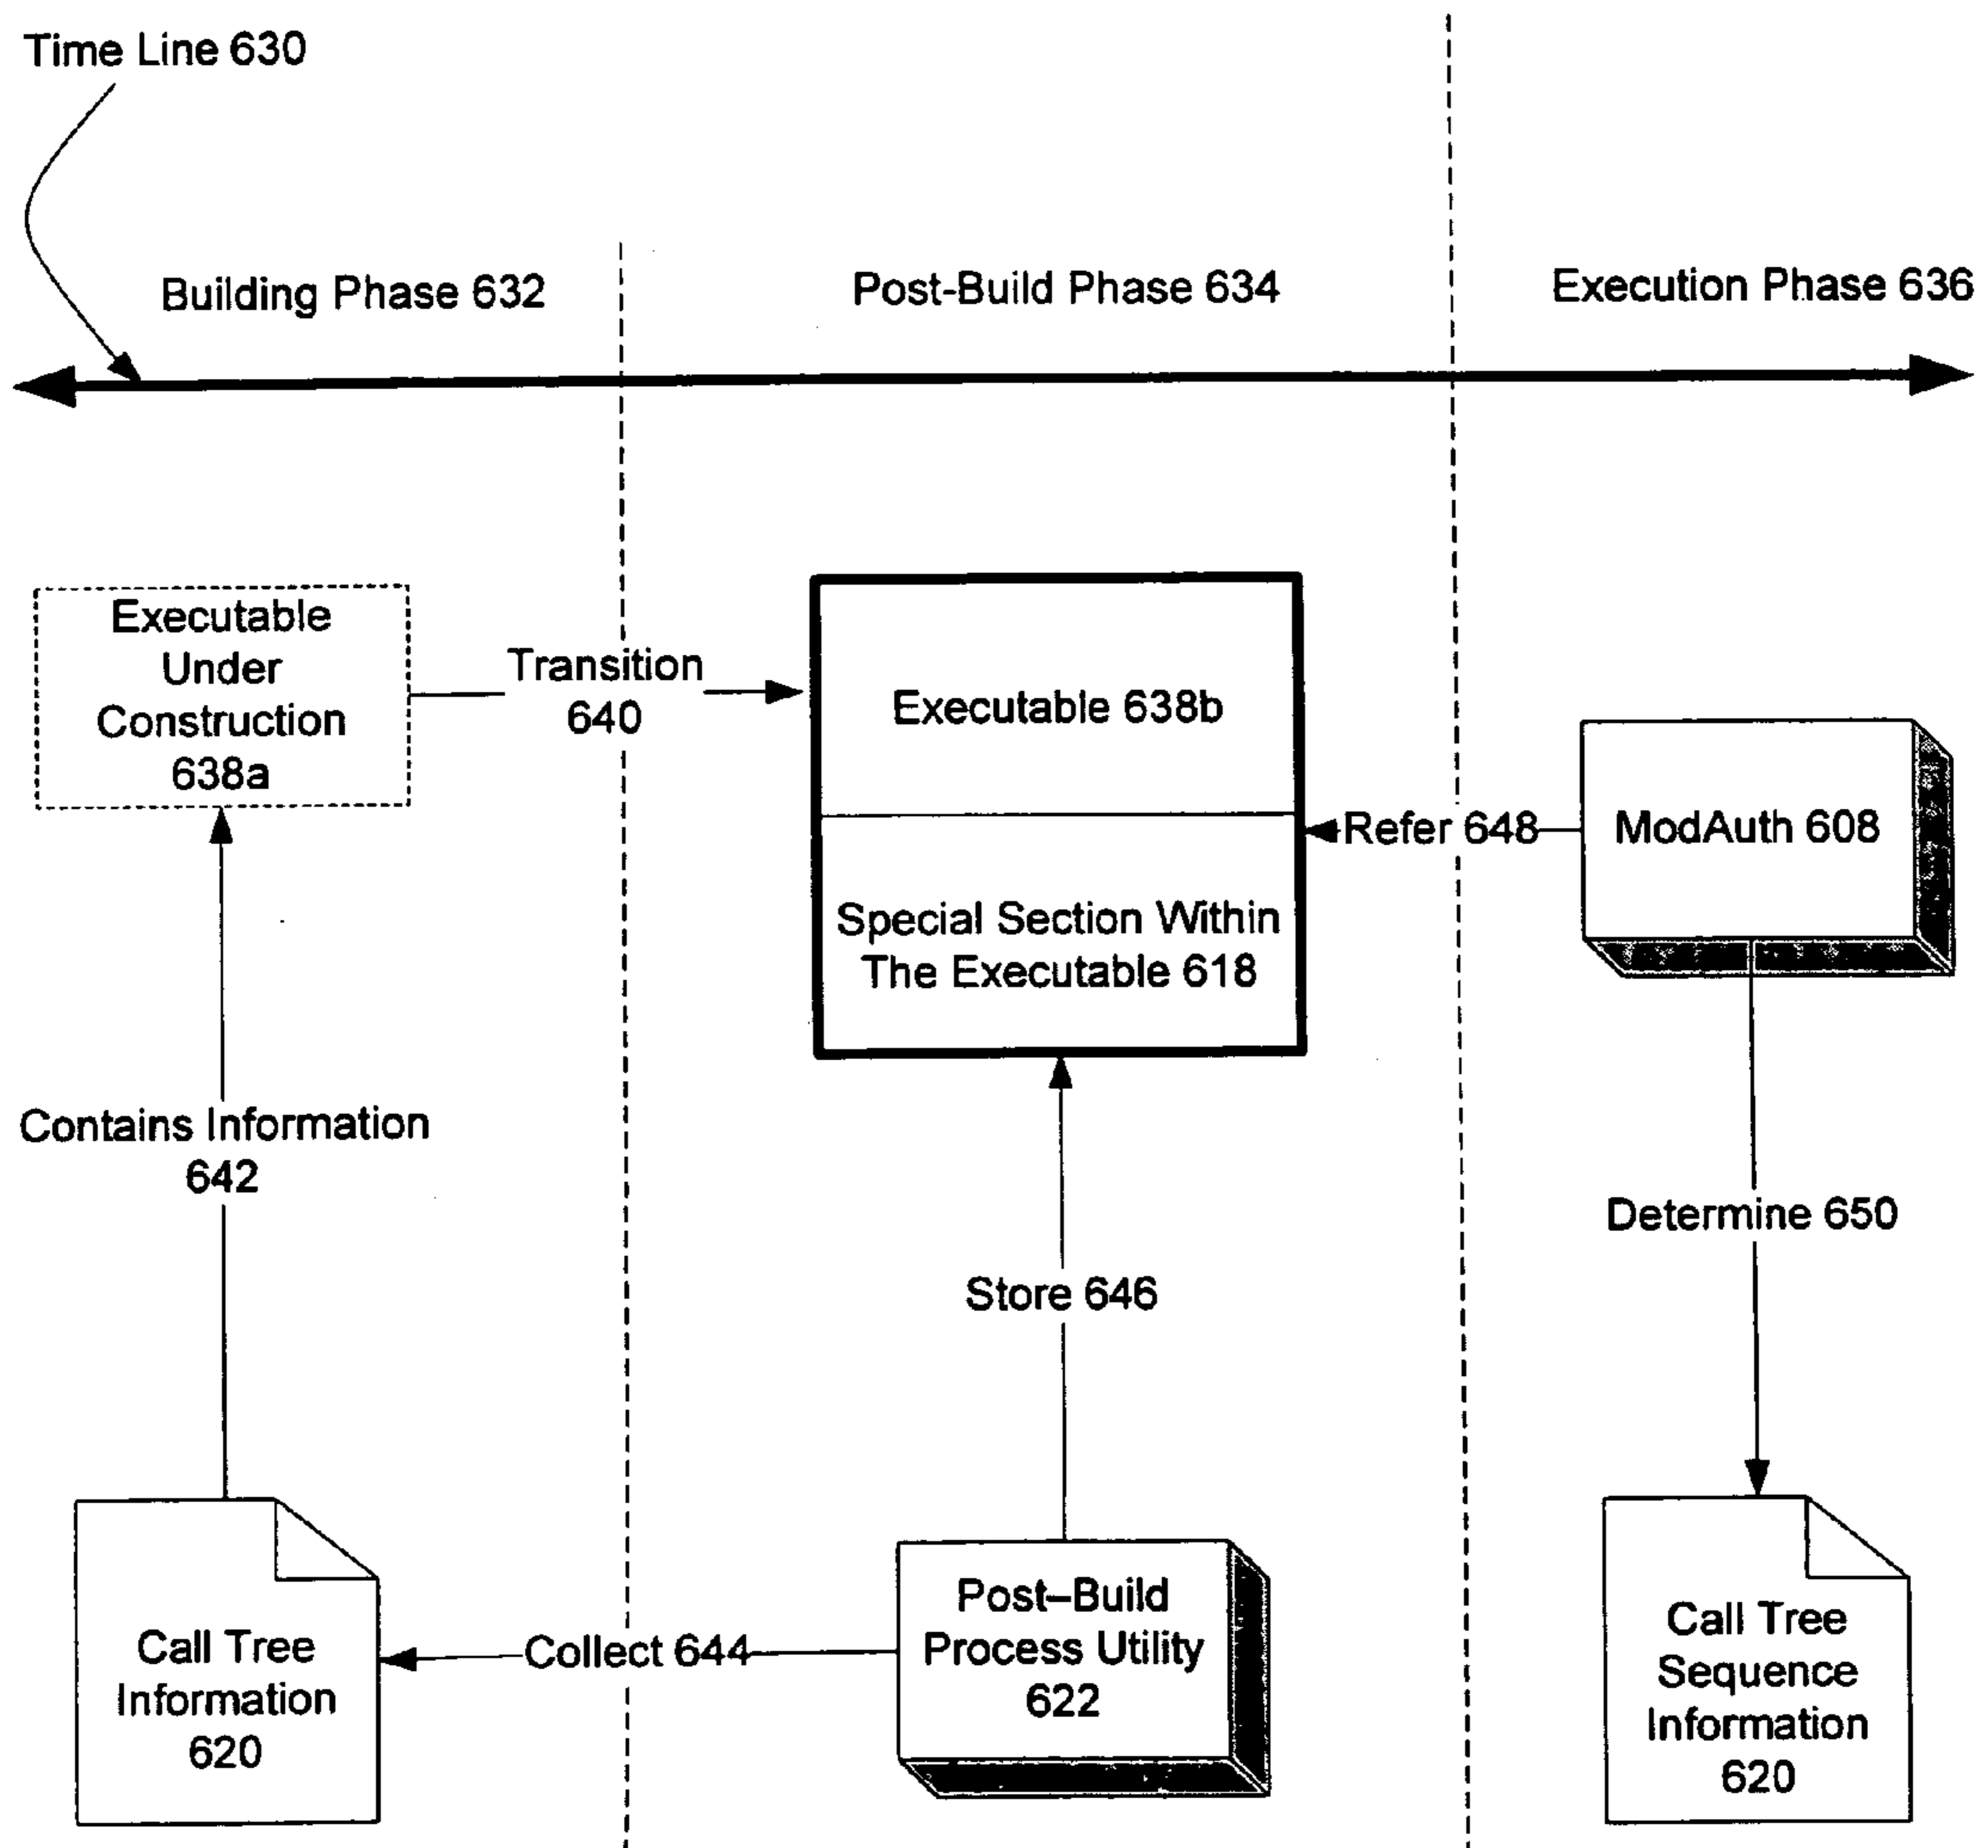 Time Line 630
Building Phase 632
Post-Build Phase 634
Execution Phase 636
Executable
Under
Construction
638a
Transition
640
Executable 638b
Special Section Within
The Executable 618
Refer 648
ModAuth 608
Contains Information
642
Store 646
Determine 650
Call Tree
Information
620
Collect 644
Post–Build
Process Utility
622
Call Tree
Sequence
Information
620